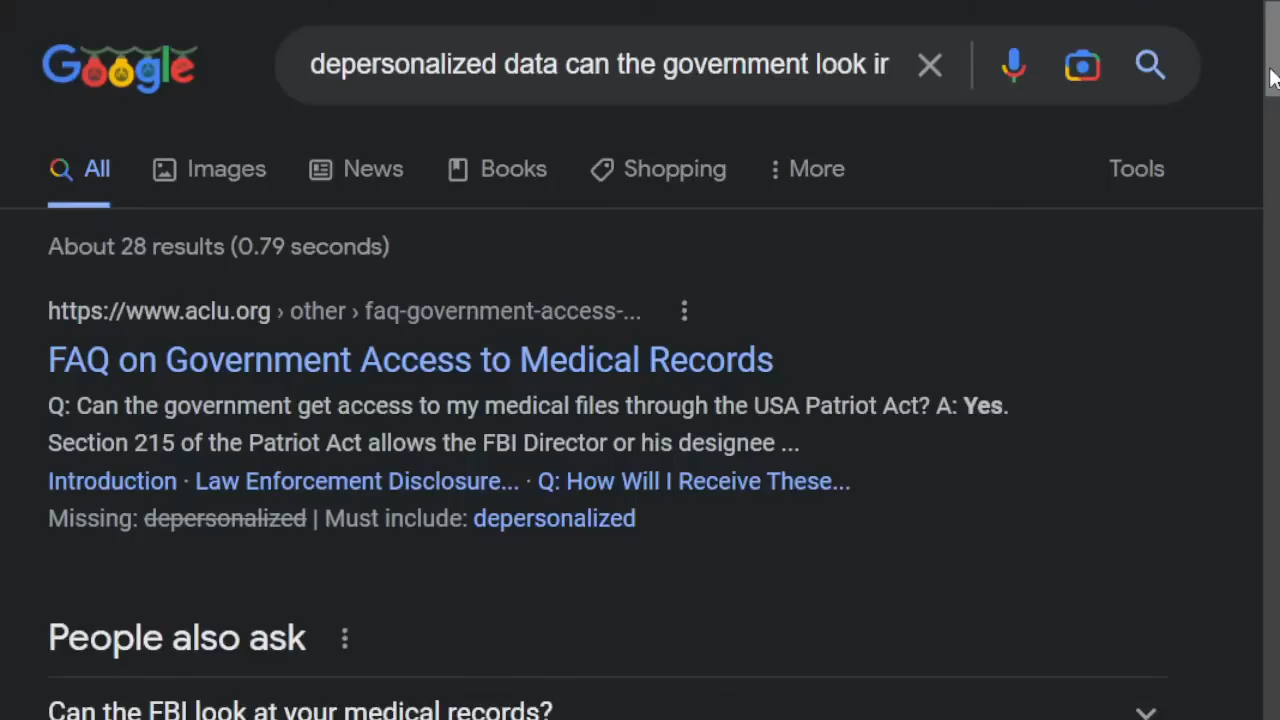 Google
depersonalized data can the government look ir
All Images News Books Shopping More Tools
About 28 results (0.79 seconds)
https://www.aclu.org › other › faq-government-access-...
FAQ on Government Access to Medical Records
Q: Can the government get access to my medical files through the USA Patriot Act? A: Yes.
Section 215 of the Patriot Act allows the FBI Director or his designee ...
Introduction · Law Enforcement Disclosure... · Q: How Will I Receive These...
Missing: depersonalized | Must include: depersonalized
People also ask
Can the FBI look at your medical records?